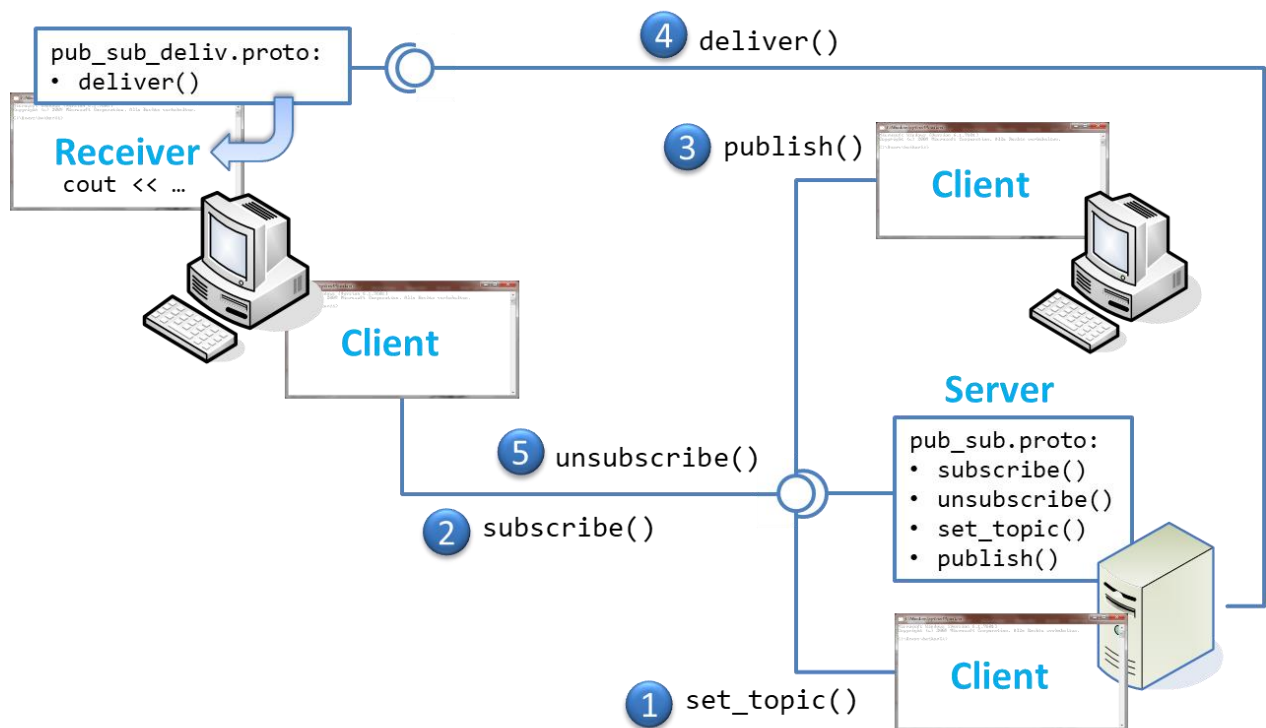 pub_sub_deliv.proto:
• deliver()
Receiver
cout << …
4 deliver()
3 publish()
Client
Client
5 unsubscribe()
2 subscribe()
Server
pub_sub.proto:
• subscribe()
• unsubscribe()
• set_topic()
• publish()
Client
1 set_topic()